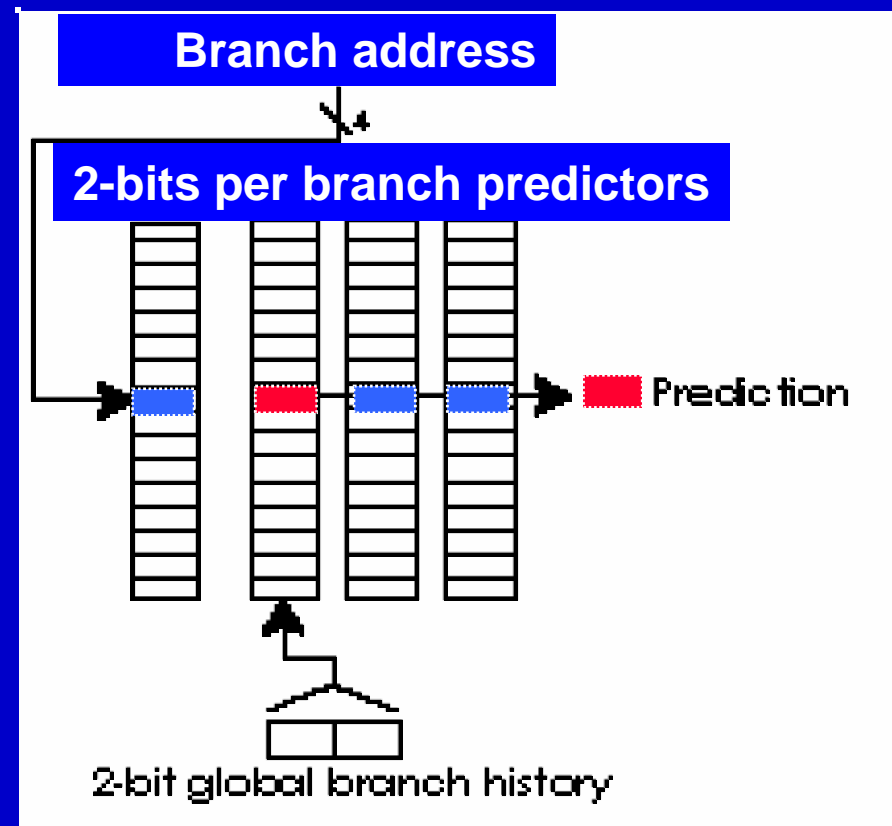 Branch address
4
2-bits per branch predictors
Prediction
2-bit global branch history